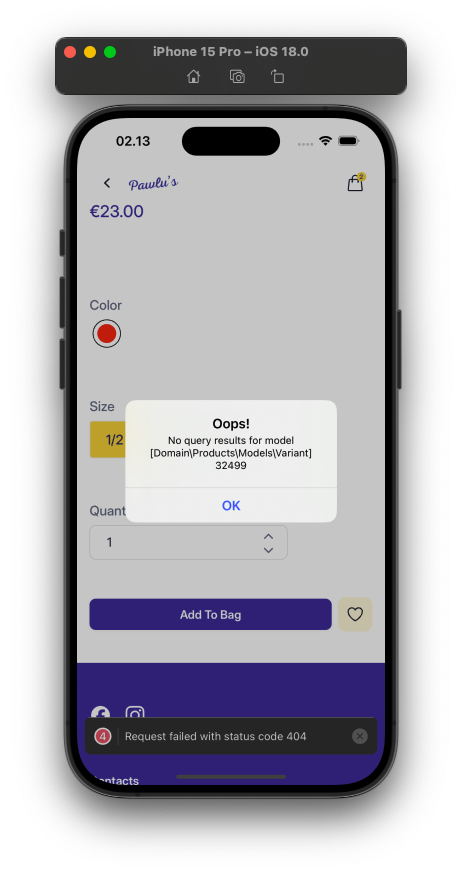 iPhone 15 Pro – iOS 18.0
02.13
Pawlu's
2
€23.00
Color
Size
1/2
Oops!
No query results for model
[Domain\Products\Models\Variant]
32499
OK
Quant
1
Add To Bag
4 Request failed with status code 404
ontacts